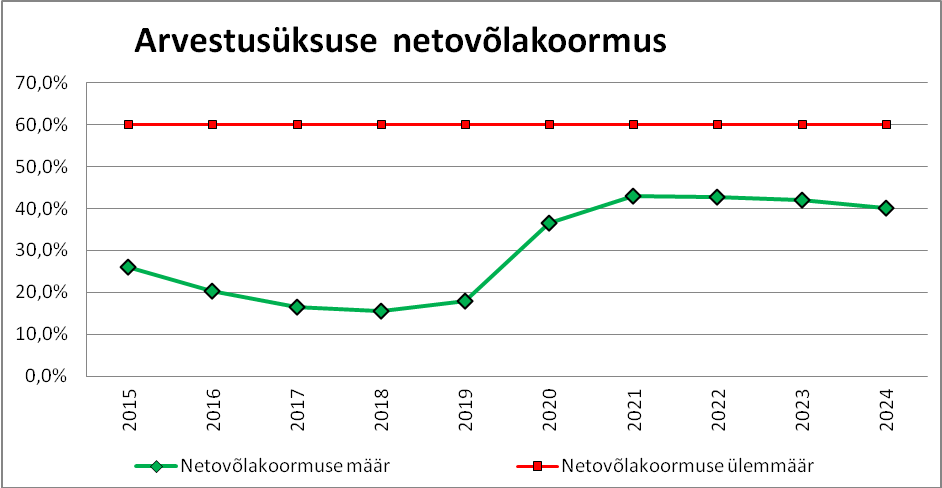 Arvestusüksuse netovõlakoormus
70,0%
60,0%
50,0%
40,0%
30,0%
20,0%
10,0%
0,0%
2015 2016 2017 2018 2019 2020 2021 2022 2023 2024
Netovõlakoormuse määr Netovõlakoormuse ülemmäär